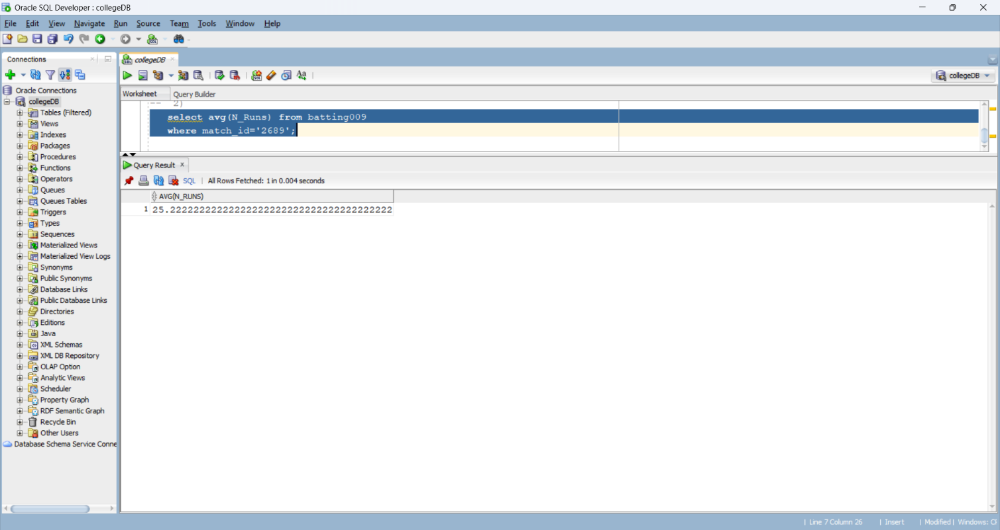 Oracle SQL Developer : collegeDB
File Edit View Navigate Run Source Team Tools Window Help
Connections
collegeDB
collegeDB
Worksheet Query Builder
Oracle Connections
collegeDB
Tables (Filtered)
Views
Indexes
Packages
Procedures
Functions
Operators
Queues
Queues Tables
Triggers
Types
Sequences
Materialized Views
Materialized View Logs
Synonyms
Public Synonyms
Database Links
Public Database Links
Directories
Editions
Java
XML Schemas
XML DB Repository
OLAP Option
Analytic Views
Scheduler
Property Graph
RDF Semantic Graph
Recycle Bin
Other Users
Database Schema Service Conne
-- 2)
select avg(N_Runs) from batting009
where match_id='2689';
Query Result
SQL | All Rows Fetched: 1 in 0.004 seconds
AVG(N_RUNS)
1 25.22222222222222222222222222222222222222
| Line 7 Column 26 | Insert | Modified | Windows: Cl